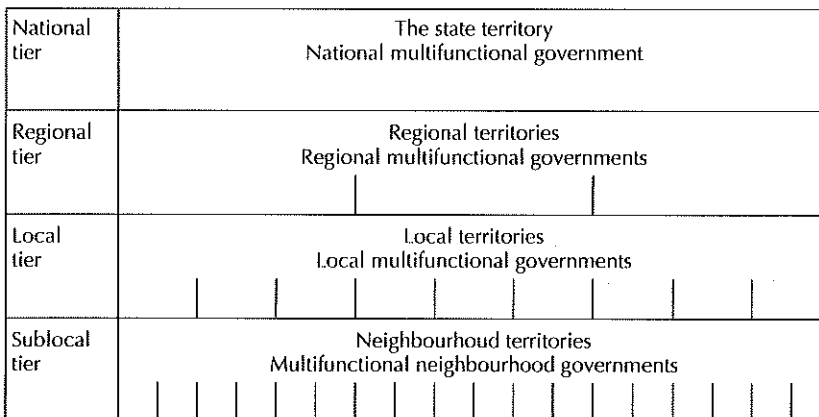 National
tier
The state territory
National multifunctional government
Regional
tier
Regional territories
Regional multifunctional governments
Local
tier
Local territories
Local multifunctional governments
Sublocal
tier
Neighbourhoud territories
Multifunctional neighbourhood governments